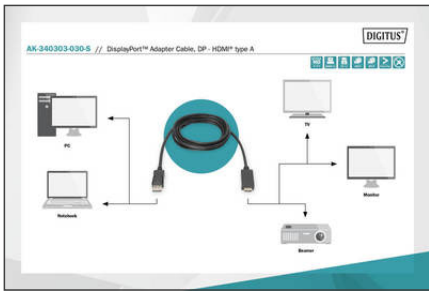 DIGITUS®
AK-340303-030-S // DisplayPort™ Adapter Cable, DP - HDMI® type A
PC
TV
Notebook
Monitor
Beamer